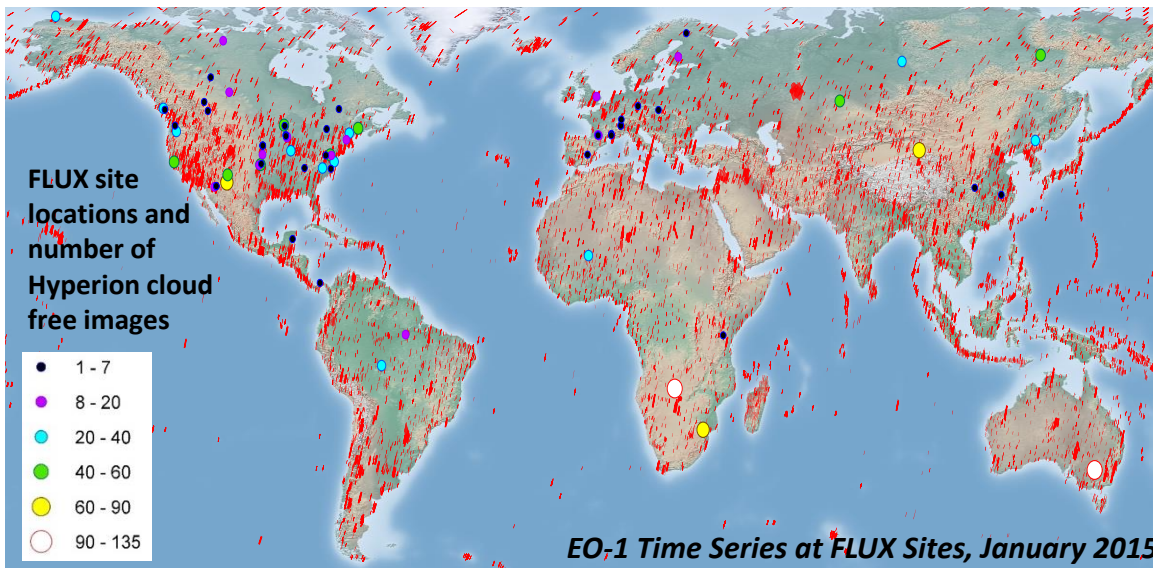 FLUX site
locations and
number of
Hyperion cloud
free images
1 - 7
8 - 20
20 - 40
40 - 60
60 - 90
90 - 135
EO-1 Time Series at FLUX Sites, January 2015